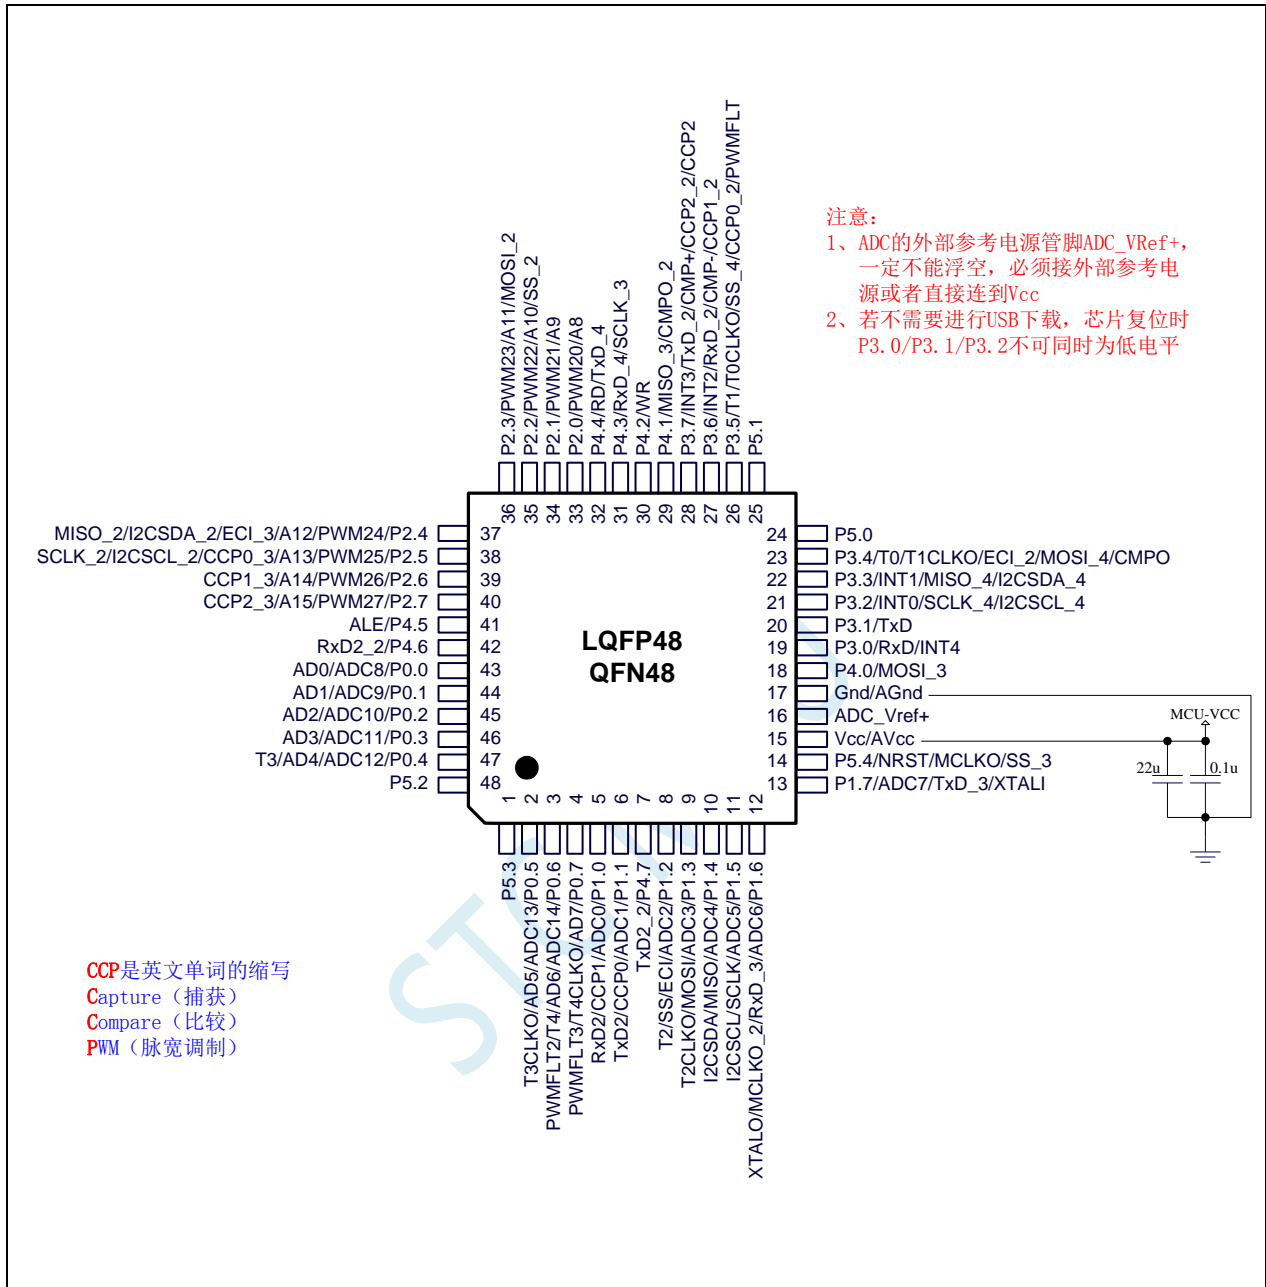 P2.3/PWM23/A11/MOSI_2
P2.2/PWM22/A10/SS_2
P2.1/PWM21/A9
P2.0/PWM20/A8
P4.4/RD/TxD_4
P4.3/RxD_4/SCLK_3
P4.2/WR
P4.1/MISO_3/CMPO_2
P3.7/INT3/TxD_2/CMP+/CCP2_2/CCP2
P3.6/INT2/RxD_2/CMP-/CCP1_2
P3.5/T1/T0CLKO/SS_4/CCP0_2/PWMFLT
P5.1
注意：
1、ADC的外部参考电源管脚ADC_VRef+，
一定不能浮空，必须接外部参考电
源或者直接连到Vcc
2、若不需要进行USB下载，芯片复位时
P3.0/P3.1/P3.2不可同时为低电平
36
35
34
33
32
31
30
29
28
27
26
25
MISO_2/I2CSDA_2/ECI_3/A12/PWM24/P2.4 37
SCLK_2/I2CSCL_2/CCP0_3/A13/PWM25/P2.5 38
CCP1_3/A14/PWM26/P2.6 39
CCP2_3/A15/PWM27/P2.7 40
ALE/P4.5 41
RxD2_2/P4.6 42
AD0/ADC8/P0.0 43
AD1/ADC9/P0.1 44
AD2/ADC10/P0.2 45
AD3/ADC11/P0.3 46
T3/AD4/ADC12/P0.4 47
P5.2 48
LQFP48
QFN48
24 P5.0
23 P3.4/T0/T1CLKO/ECI_2/MOSI_4/CMPO
22 P3.3/INT1/MISO_4/I2CSDA_4
21 P3.2/INT0/SCLK_4/I2CSCL_4
20 P3.1/TxD
19 P3.0/RxD/INT4
18 P4.0/MOSI_3
17 Gnd/AGnd
16 ADC_Vref+
15 Vcc/AVcc
14 P5.4/NRST/MCLKO/SS_3
13 P1.7/ADC7/TxD_3/XTALI
MCU-VCC
22u
0.1u
1
2
3
4
5
6
7
8
9
10
11
12
P5.3
T3CLKO/AD5/ADC13/P0.5
PWMFLT2/T4/AD6/ADC14/P0.6
PWMFLT3/T4CLKO/AD7/P0.7
RxD2/CCP1/ADC0/P1.0
TxD2/CCP0/ADC1/P1.1
TxD2_2/P4.7
T2/SS/ECI/ADC2/P1.2
T2CLKO/MOSI/ADC3/P1.3
I2CSDA/MISO/ADC4/P1.4
I2CSCL/SCLK/ADC5/P1.5
XTALO/MCLKO_2/RxD_3/ADC6/P1.6
CCP是英文单词的缩写
Capture（捕获）
Compare（比较）
PWM（脉宽调制）